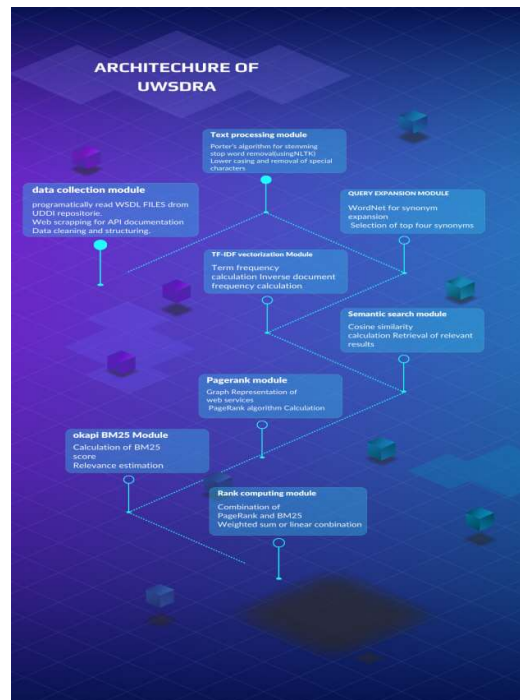 ARCHITECHURE OF
UWSDRA
Text processing module
Porter's algorithm for stemming
stop word removal(usingNLTK)
Lower casing and removal of special
characters
data collection module
programatically read WSDL FILES drom
UDDI repositorie.
Web scrapping for API documentation
Data cleaning and structuring.
QUERY EXPANSION MODULE
WordNet for synonym
expansion
Selection of top four synonyms
TF-IDF vectorization Module
Term frequency
calculation Inverse document
frequency calculation
Semantic search module
Cosine similarity
calculation Retrieval of relevant
results
Pagerank module
Graph Representation of
web services
PageRank algorithm Calculation
okapi BM25 Module
Calculation of BM25
score
Relevance estimation
Rank computing module
Combination of
PageRank and BM25
Weighted sum or linear conbination